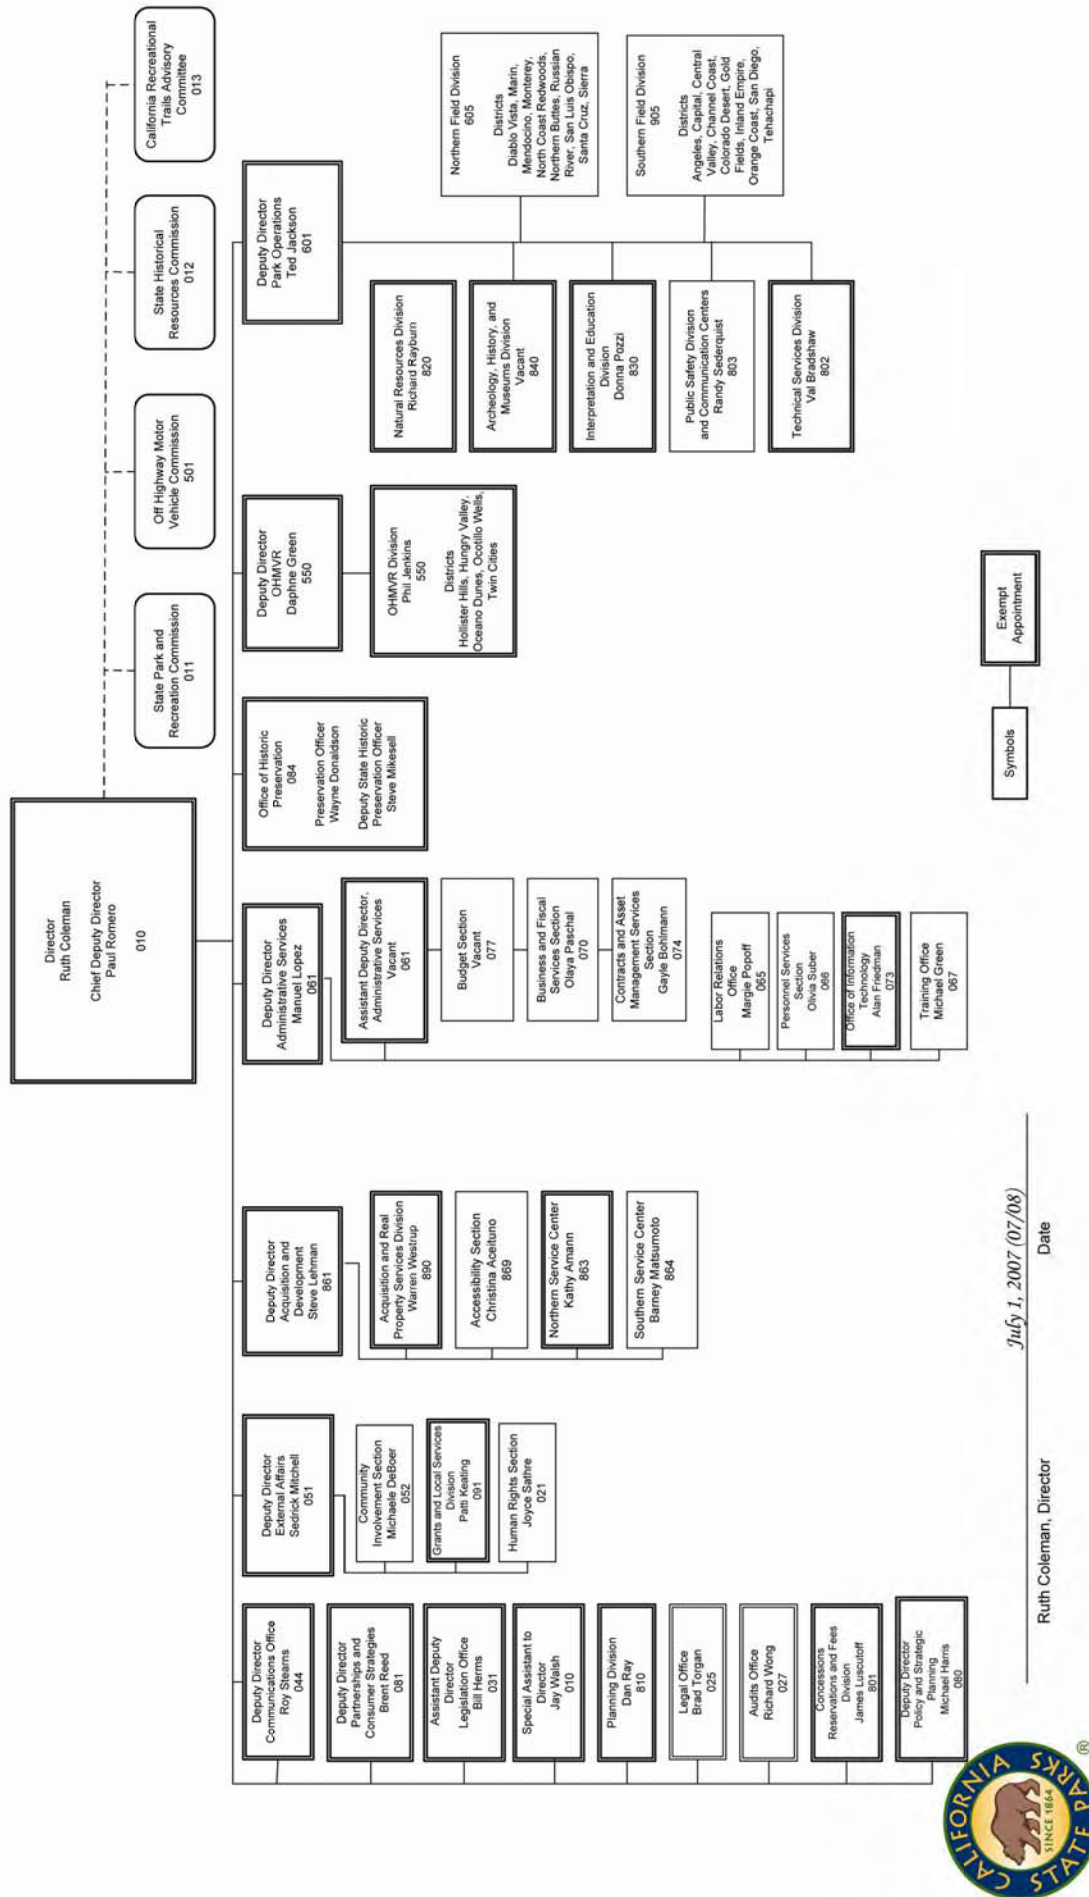 Director
Ruth Coleman
Chief Deputy Director
Paul Romero
010
State Park and
Recreation Commission
011
Off Highway Motor
Vehicle Commission
501
State Historical
Resources Commission
012
California Recreational
Trails Advisory
Committee
013
Deputy Director
Communications Office
Roy Stearns
044
Deputy Director
Partnerships and
Consumer Strategies
Brent Reed
081
Assistant Deputy
Director
Legislation Office
Bill Herms
031
Special Assistant to
Director
Jay Walsh
010
Planning Division
Dan Ray
810
Legal Office
Brad Torgan
025
Audits Office
Richard Wong
027
Concessions
Reservations and Fees
Division
James Luscutoff
801
Deputy Director
Policy and Strategic
Planning
Michael Harris
080
Deputy Director
External Affairs
Sedrick Mitchell
051
Community
Involvement Section
Michaele DeBoer
052
Grants and Local Services
Division
Patti Keating
091
Human Rights Section
Joyce Sathre
021
Deputy Director
Acquisition and
Development
Steve Lehman
861
Acquisition and Real
Property Services Division
Warren Westrup
890
Accessibility Section
Christina Aceituno
869
Northern Service Center
Kathy Amann
863
Southern Service Center
Barney Matsumoto
864
Deputy Director
Administrative Services
Manuel Lopez
061
Assistant Deputy Director,
Administrative Services
Vacant
061
Budget Section
Vacant
077
Business and Fiscal
Services Section
Olaya Paschal
070
Contracts and Asset
Management Services
Section
Gayle Bohlmann
074
Labor Relations
Office
Margie Popoff
065
Personnel Services
Section
Olivia Suber
066
Office of Information
Technology
Alan Friedman
073
Training Office
Michael Green
067
Office of Historic
Preservation
084
Preservation Officer
Wayne Donaldson
Deputy State Historic
Preservation Officer
Steve Mikesell
Deputy Director
OHMVR
Daphne Green
550
OHMVR Division
Phil Jenkins
550
Districts
Hollister Hills, Hungry Valley,
Oceano Dunes, Ocotillo Wells,
Twin Cities
Deputy Director
Park Operations
Ted Jackson
601
Natural Resources Division
Richard Rayburn
820
Archeology, History, and
Museums Division
Vacant
840
Interpretation and Education
Division
Donna Pozzi
830
Public Safety Division
and Communication Centers
Randy Sederquist
803
Technical Services Division
Val Bradshaw
802
Northern Field Division
605
Districts
Diablo Vista, Marin,
Mendocino, Monterey,
North Coast Redwoods,
Northern Buttes, Russian
River, San Luis Obispo,
Santa Cruz, Sierra
Southern Field Division
905
Districts
Angeles, Capital, Central
Valley, Channel Coast,
Colorado Desert, Gold
Fields, Inland Empire,
Orange Coast, San Diego,
Tehachapi
Symbols
Exempt
Appointment
July 1, 2007 (07/08)
Ruth Coleman, Director
Date
CALIFORNIA
STATE PARKS
SINCE 1864
®